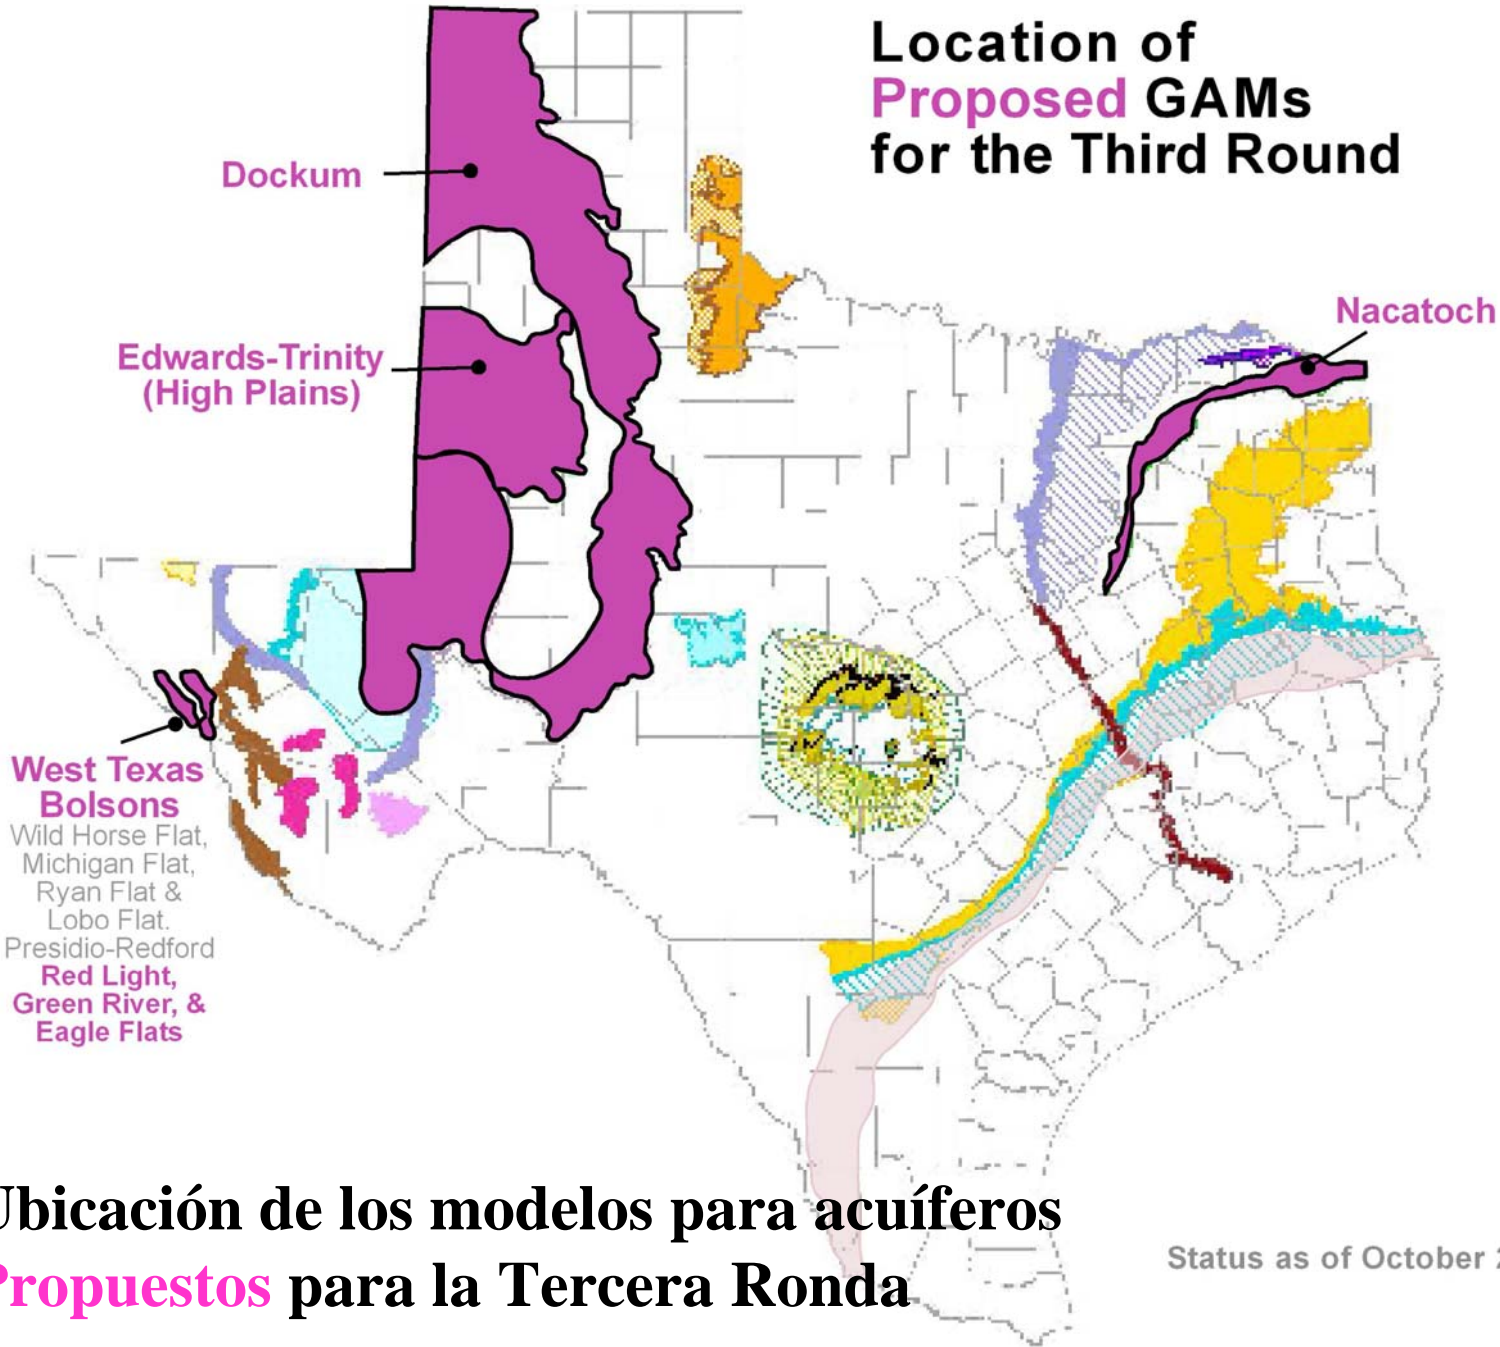 Location of
Proposed GAMs
for the Third Round
Dockum
Nacatoch
Edwards-Trinity
(High Plains)
West Texas
Bolsons
Wild Horse Flat,
Michigan Flat,
Ryan Flat &
Lobo Flat.
Presidio-Redford
Red Light,
Green River, &
Eagle Flats
Ubicación de los modelos para acuíferos
Propuestos para la Tercera Ronda
Status as of October